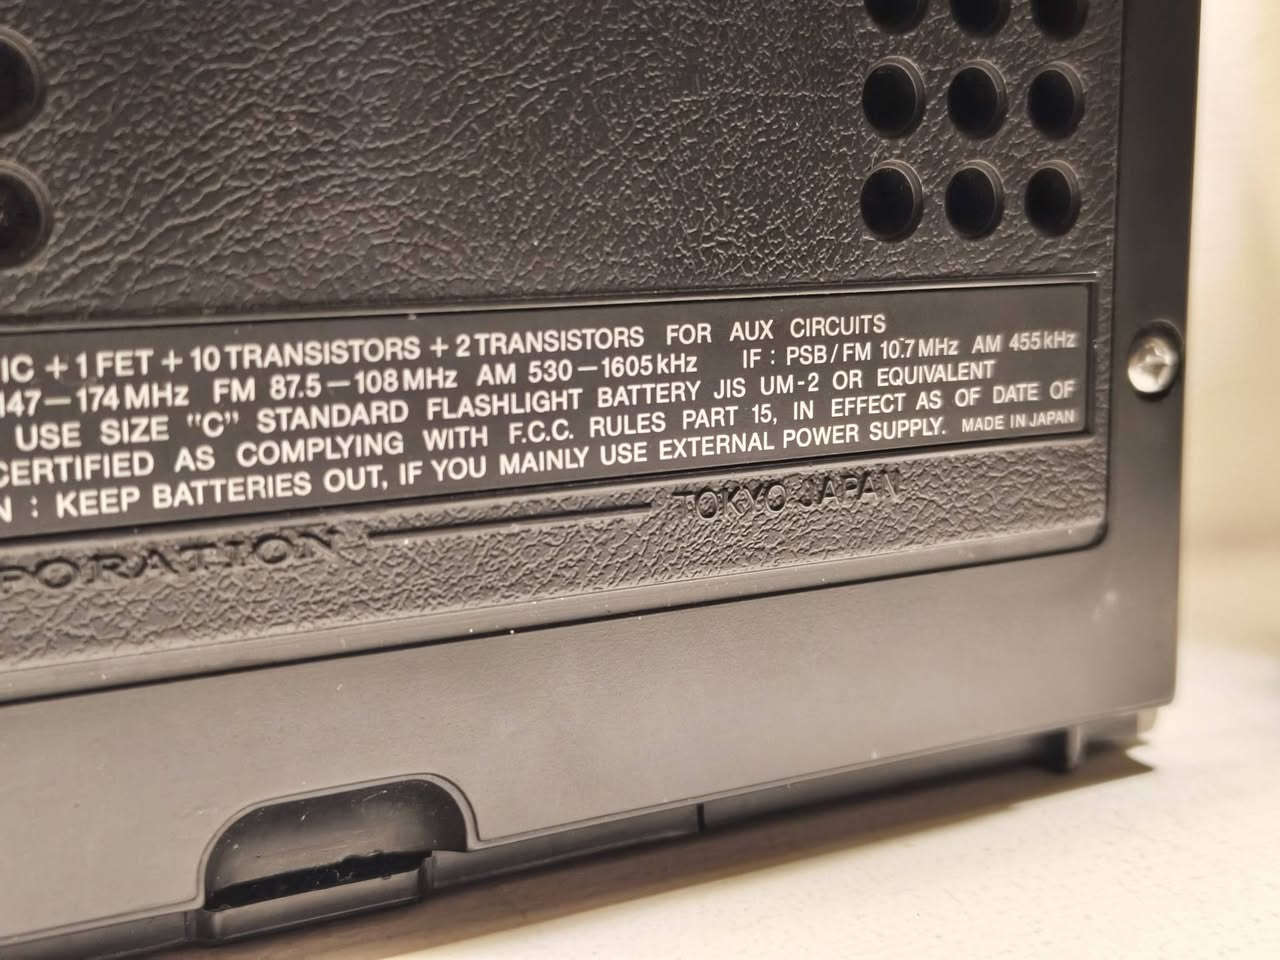 IC + 1 FET + 10 TRANSISTORS + 2 TRANSISTORS FOR AUX CIRCUITS
147–174 MHz FM 87.5–108 MHz AM 530–1605 kHz IF : PSB/FM 10.7 MHz AM 455 kHz
USE SIZE "C" STANDARD FLASHLIGHT BATTERY JIS UM-2 OR EQUIVALENT
CERTIFIED AS COMPLYING WITH F.C.C. RULES PART 15, IN EFFECT AS OF DATE OF
N : KEEP BATTERIES OUT, IF YOU MAINLY USE EXTERNAL POWER SUPPLY. MADE IN JAPAN
PORATION — TOKYO JAPAN